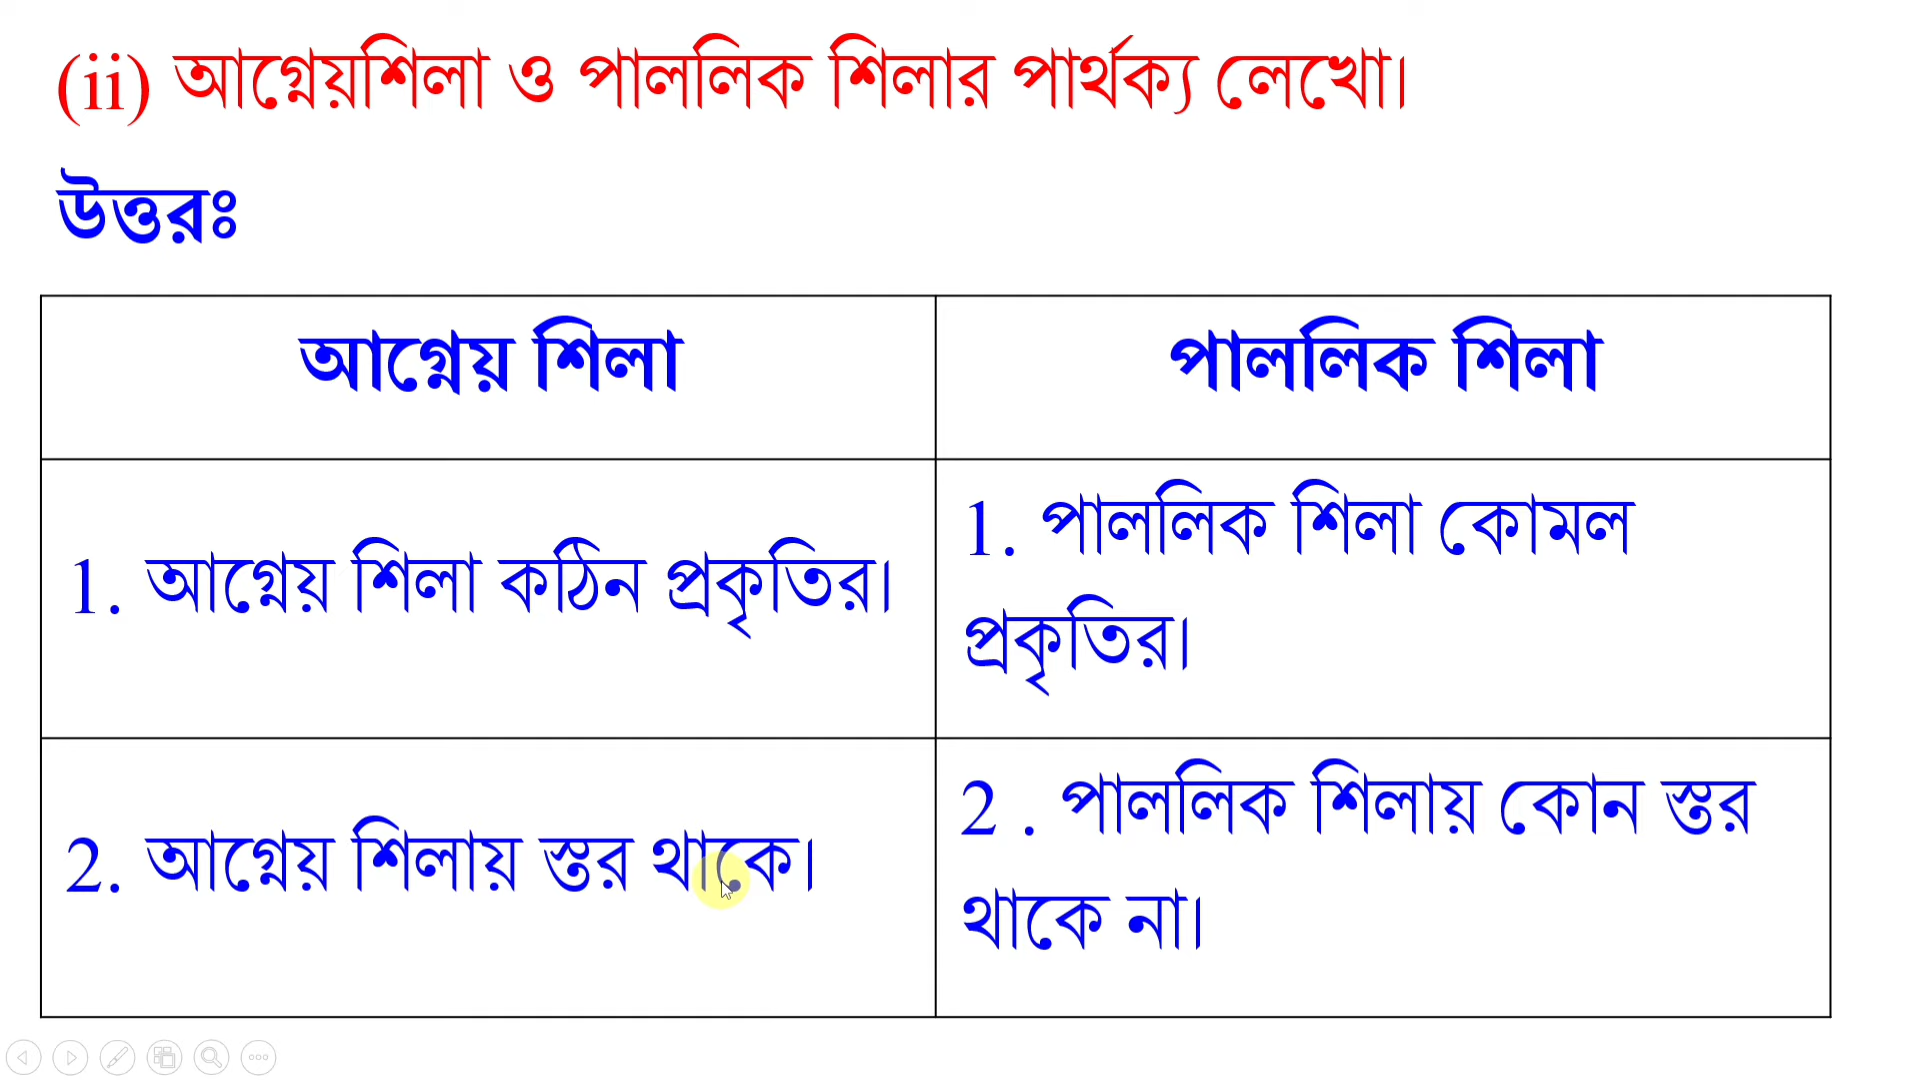 (ii) আগ্নেয়শিলা ও পাললিক শিলার পার্থক্য লেখো।
উত্তরঃ
আগ্নেয় শিলা
পাললিক শিলা
1. আগ্নেয় শিলা কঠিন প্রকৃতির।
1. পাললিক শিলা কোমল
প্রকৃতির।
2. আগ্নেয় শিলায় স্তর থাকে।
2 . পাললিক শিলায় কোন স্তর
থাকে না।